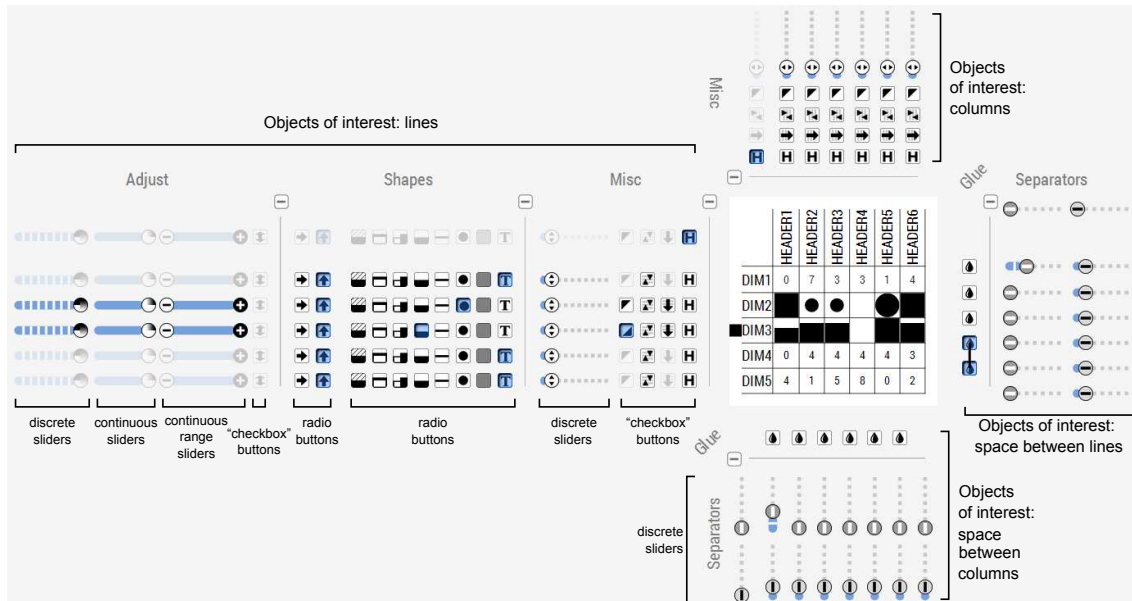 Objects of interest: lines
Adjust
Shapes
Misc
Misc
Objects
of interest:
columns
H H H H H H H
Glue
Separators
HEADER1 HEADER2 HEADER3 HEADER4 HEADER5 HEADER6
DIM1 0 7 3 3 1 4
DIM2
DIM3
DIM4 0 4 4 4 4 3
DIM5 4 1 5 8 0 2
T H
T H
T H
T H
T H
T H
discrete
sliders
continuous
sliders
continuous
range
sliders
“checkbox”
buttons
radio
buttons
radio
buttons
discrete
sliders
“checkbox”
buttons
Objects of interest:
space between lines
Glue
discrete
sliders
Separators
Objects
of interest:
space
between
columns